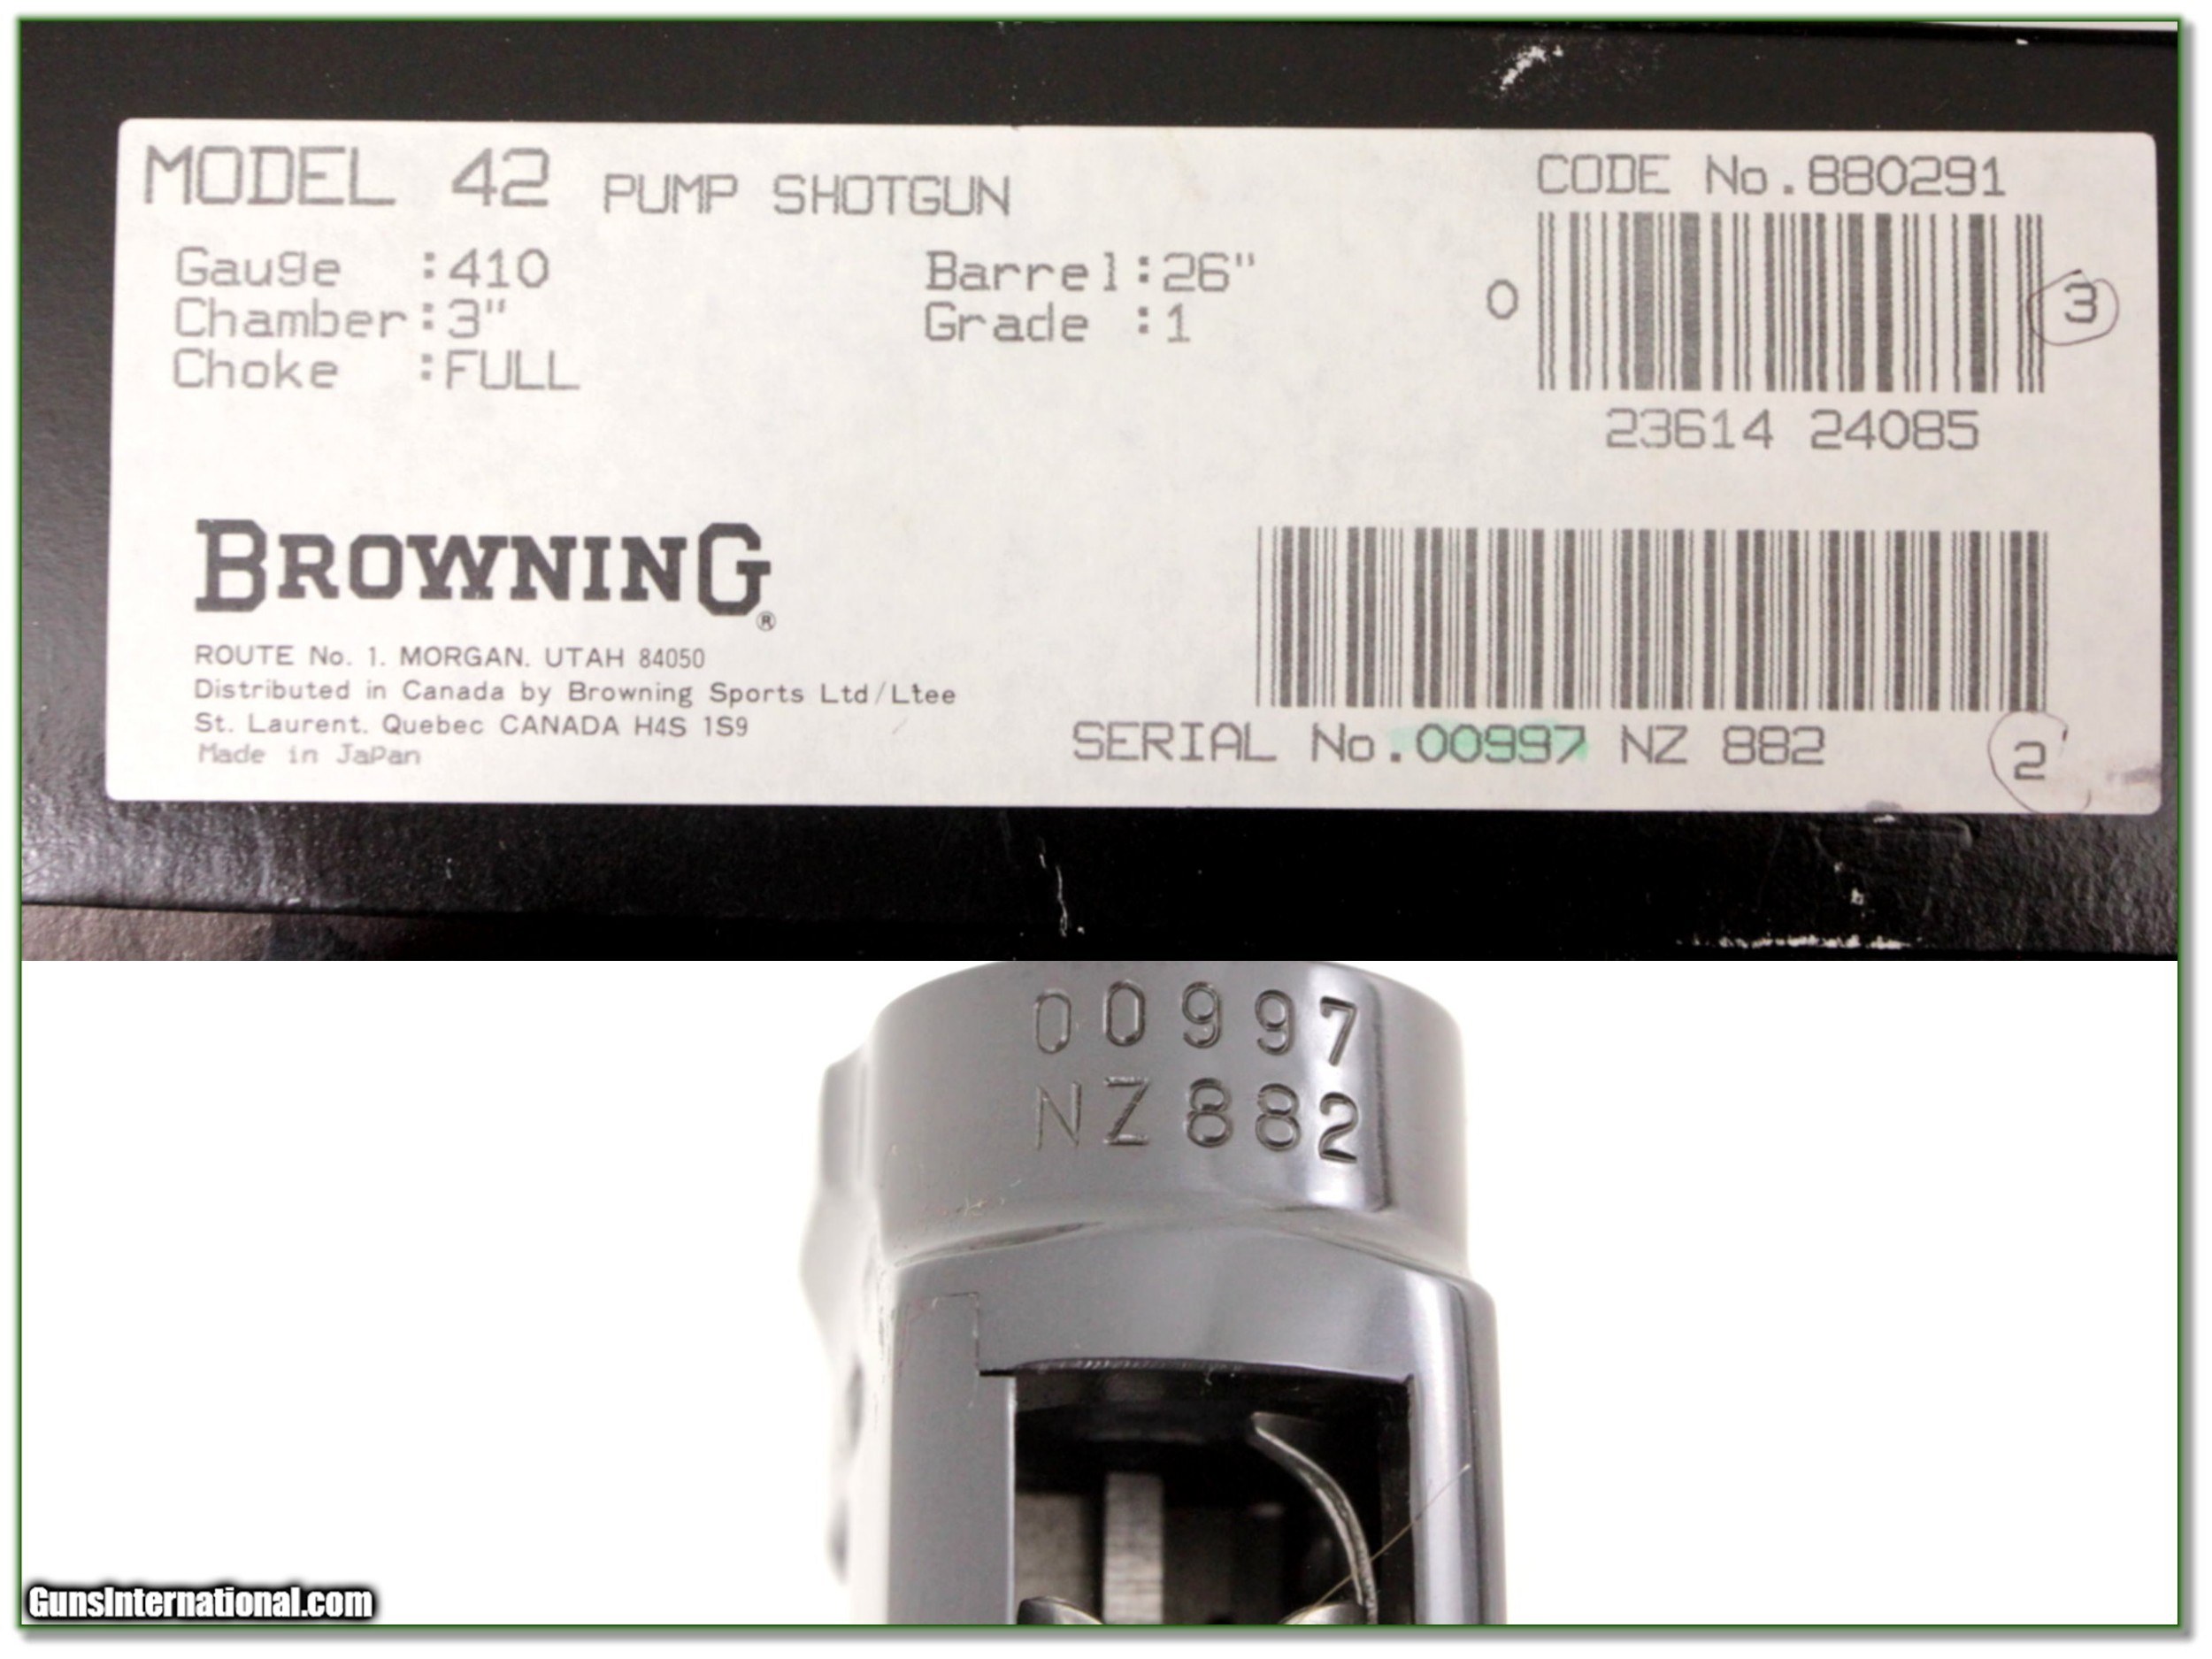 MODEL 42 PUMP SHOTGUN
CODE No.880291
Gauge :410
Barrel:26"
Chamber:3"
Grade :1
Choke :FULL
0
3
23614 24085
BROWNING®
ROUTE No. 1. MORGAN. UTAH 84050
Distributed in Canada by Browning Sports Ltd/Ltee
St. Laurent. Quebec CANADA H4S 1S9
Made in JaPan
SERIAL No.00997 NZ 882
2
00997
NZ882
GunsInternational.com